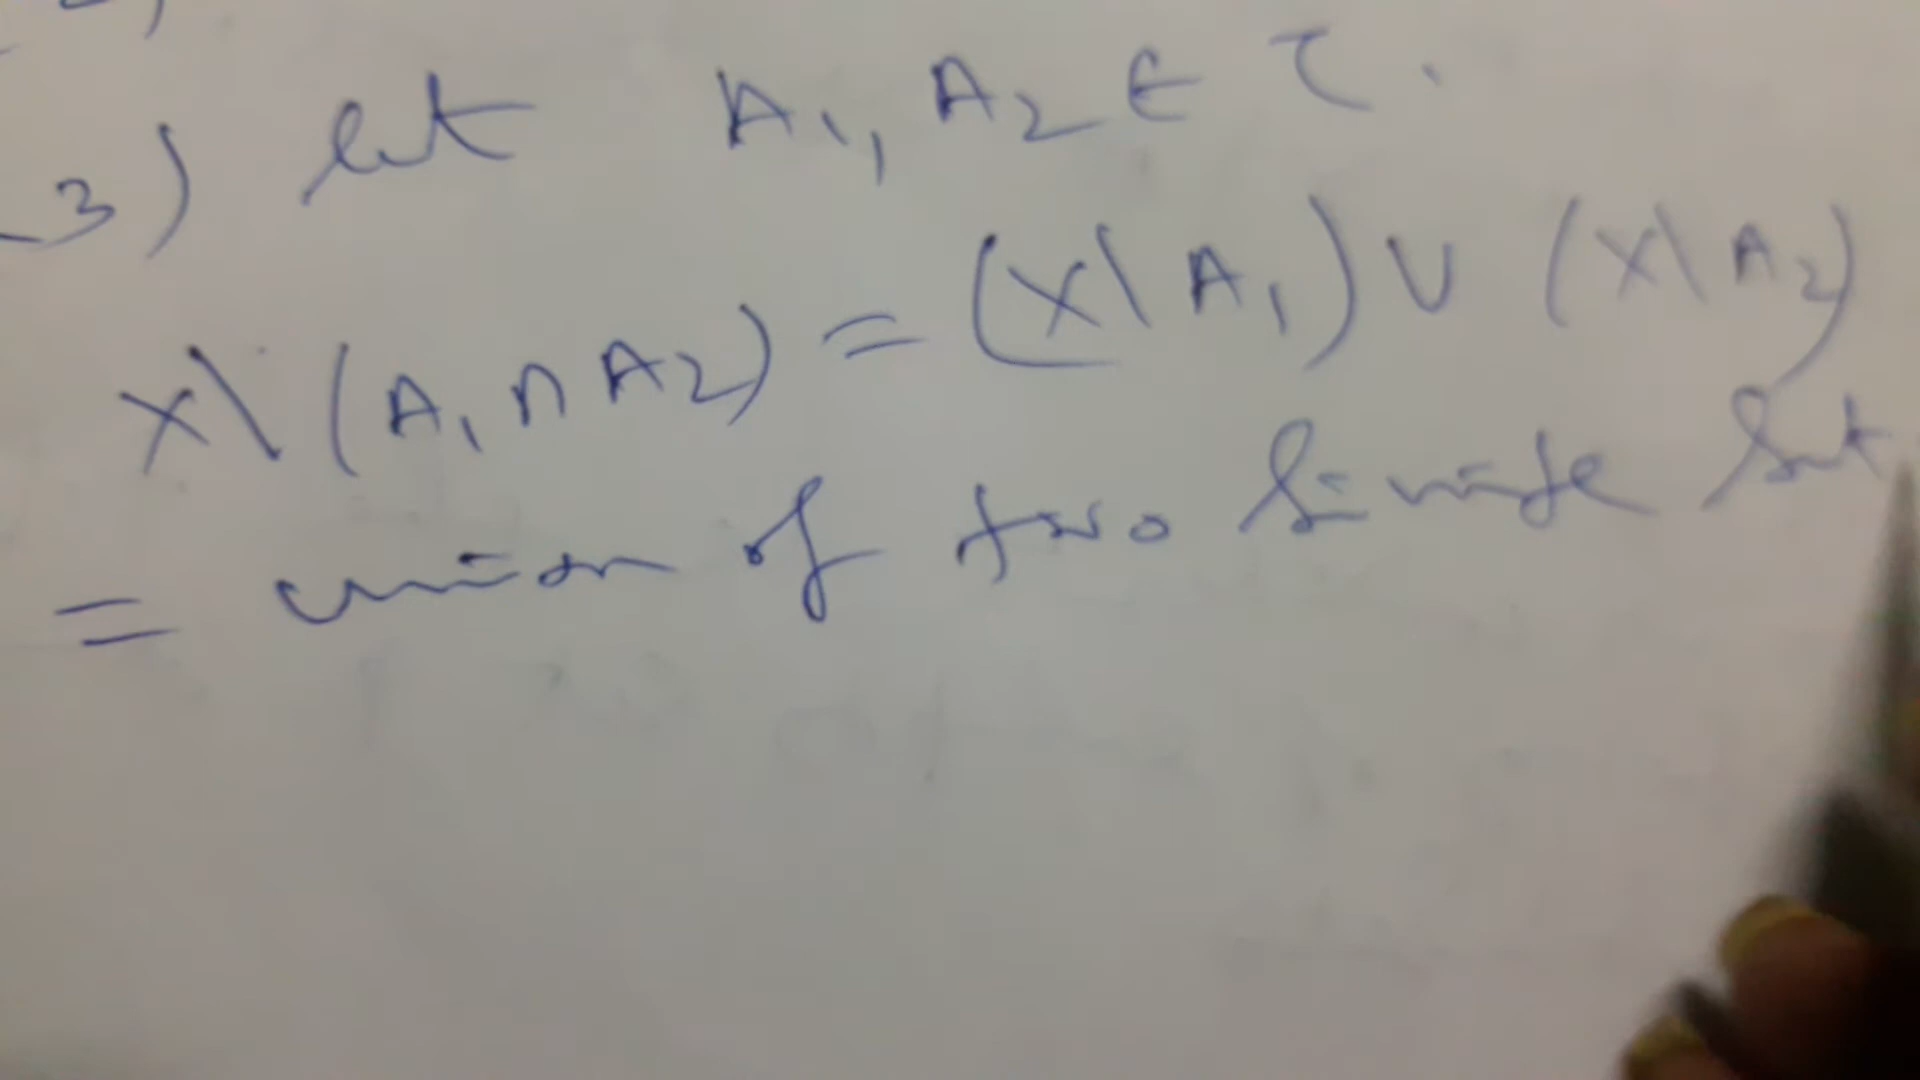 3) let A₁, A₂ ∈ τ.
X\(A₁ ∩ A₂) = (X\A₁) ∪ (X\A₂)
= union of two finite set